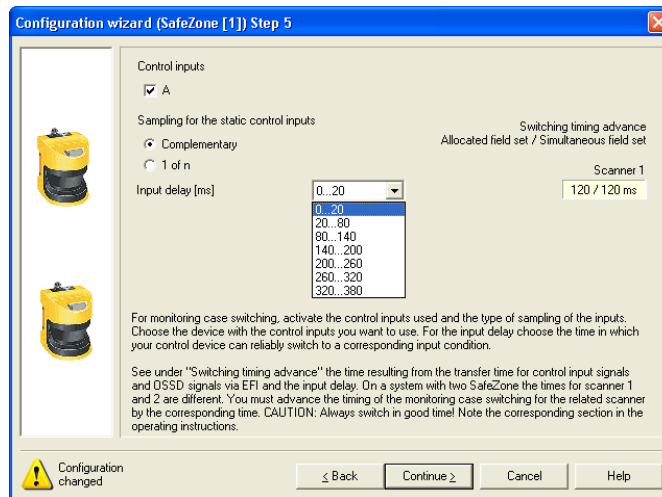 Configuration wizard (SafeZone [1]) Step 5
Control inputs
A
Sampling for the static control inputs
Switching timing advance
Complementary
Allocated field set / Simultaneous field set
1 of n
Scanner 1
Input delay [ms]
0...20
120 / 120 ms
0...20
20...80
80...140
140...200
200...260
260...320
320...380
For monitoring case switching, activate the control inputs used and the type of sampling of the inputs.
Choose the device with the control inputs you want to use. For the input delay choose the time in which
your control device can reliably switch to a corresponding input condition.
See under "Switching timing advance" the time resulting from the transfer time for control input signals
and OSSD signals via EFI and the input delay. On a system with two SafeZone the times for scanner 1
and 2 are different. You must advance the timing of the monitoring case switching for the related scanner
by the corresponding time. CAUTION: Always switch in good time! Note the corresponding section in the
operating instructions.
Configuration
changed
< Back
Continue >
Cancel
Help